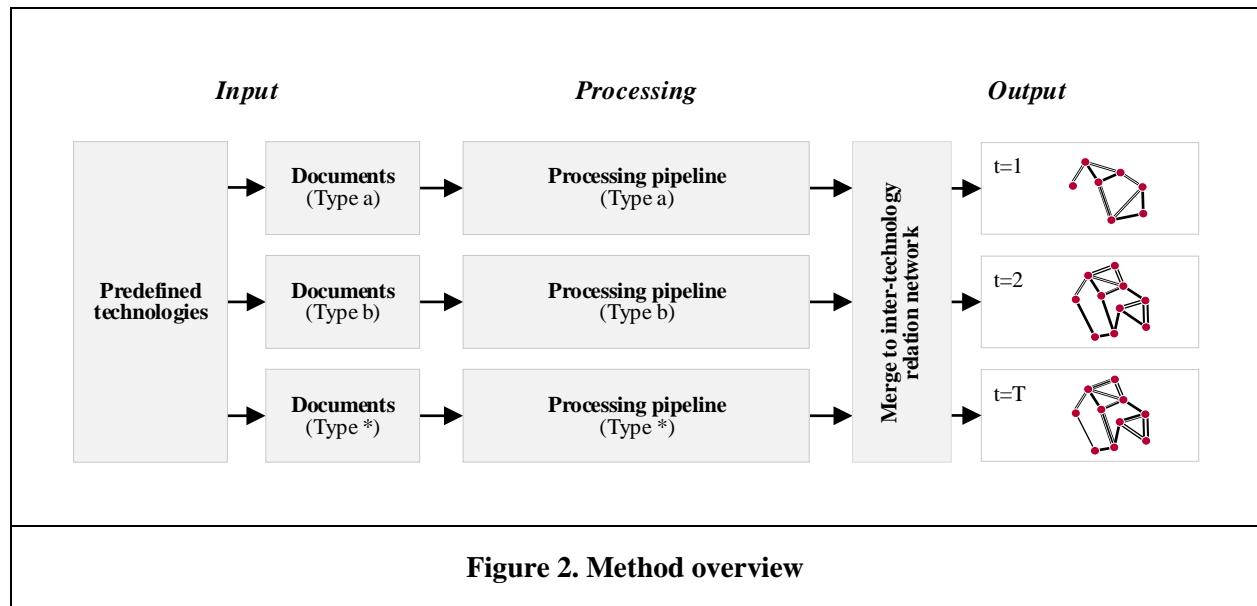 Input
Processing
Output
Predefined
technologies
Documents
(Type a)
Processing pipeline
(Type a)
Documents
(Type b)
Processing pipeline
(Type b)
Documents
(Type *)
Processing pipeline
(Type *)
Merge to inter-technology
relation network
t=1
t=2
t=T
Figure 2. Method overview